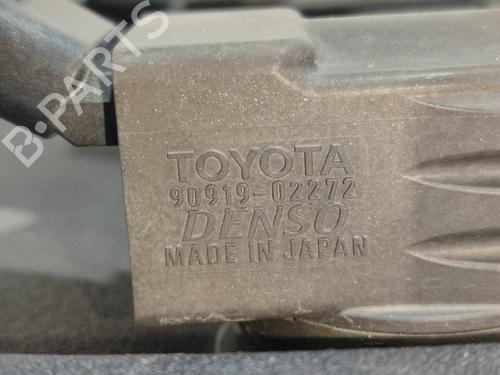 B-PARTS
TOYOTA
90919-02272
DENSO
MADE IN JAPAN